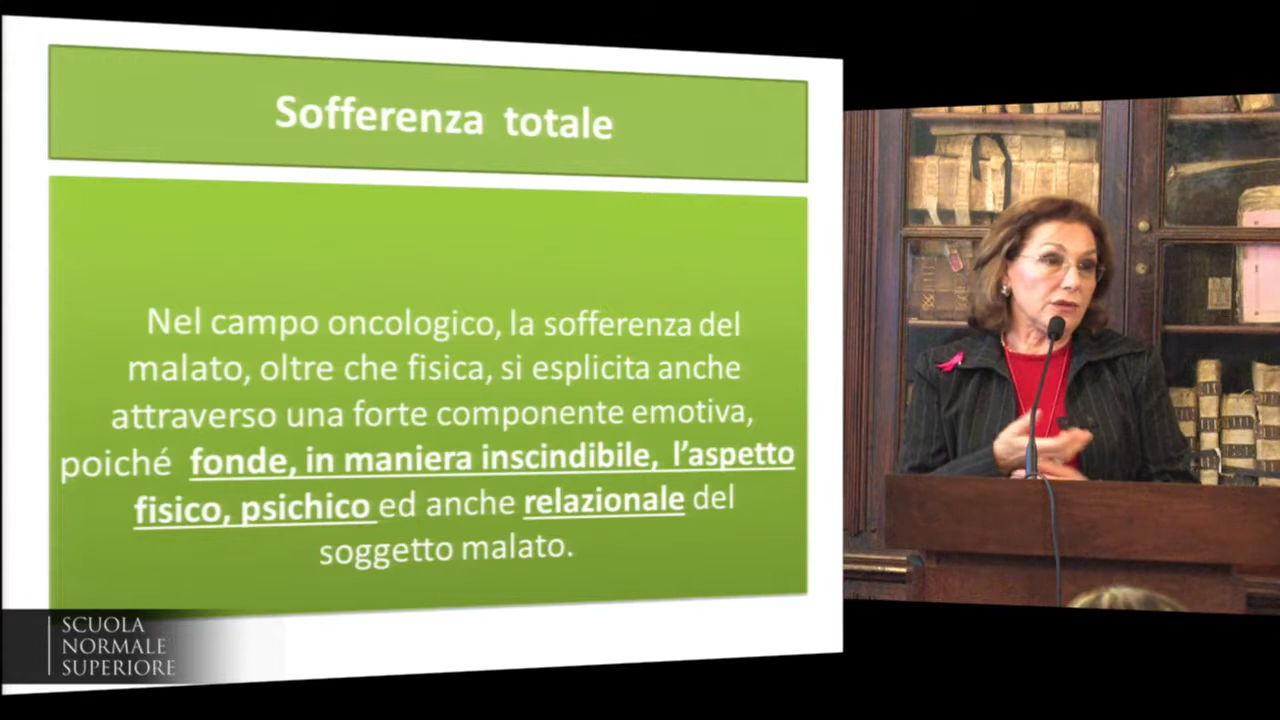 Sofferenza totale
Nel campo oncologico, la sofferenza del
malato, oltre che fisica, si esplicita anche
attraverso una forte componente emotiva,
poiché fonde, in maniera inscindibile, l’aspetto
fisico, psichico ed anche relazionale del
soggetto malato.
SCUOLA
NORMALE
SUPERIORE